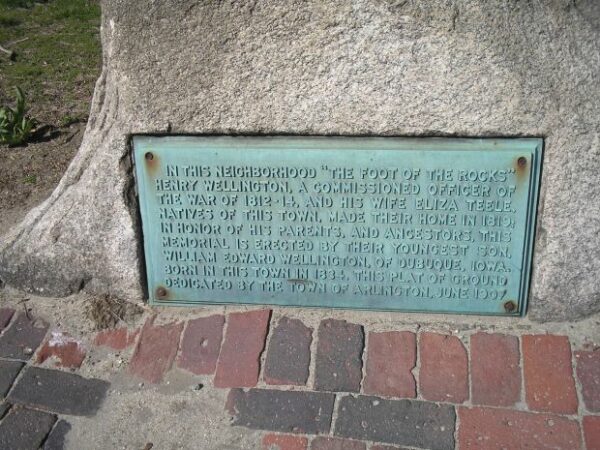 IN THIS NEIGHBORHOOD "THE FOOT OF THE ROCKS"
HENRY WELLINGTON, A COMMISSIONED OFFICER OF
THE WAR OF 1812-14, AND HIS WIFE ELIZA TEELE,
NATIVES OF THIS TOWN, MADE THEIR HOME IN 1819;
IN HONOR OF HIS PARENTS, AND ANCESTORS, THIS
MEMORIAL IS ERECTED BY THEIR YOUNGEST SON,
WILLIAM EDWARD WELLINGTON, OF DUBUQUE, IOWA.
BORN IN THIS TOWN IN 1834. THIS PLAT OF GROUND
DEDICATED BY THE TOWN OF ARLINGTON, JUNE 1907